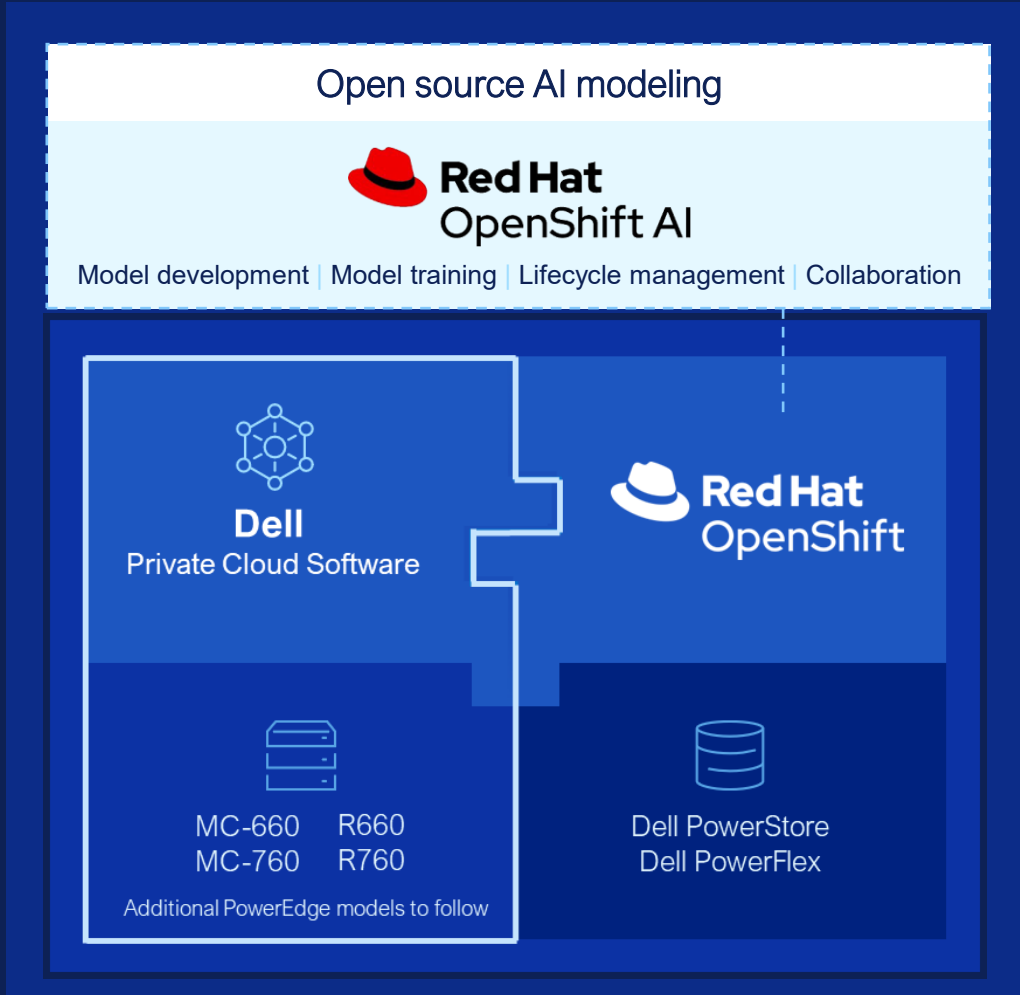 Open source AI modeling
Red Hat
OpenShift AI
Model development | Model training | Lifecycle management | Collaboration
Dell
Private Cloud Software
Red Hat
OpenShift
MC-660 R660
MC-760 R760
Additional PowerEdge models to follow
Dell PowerStore
Dell PowerFlex